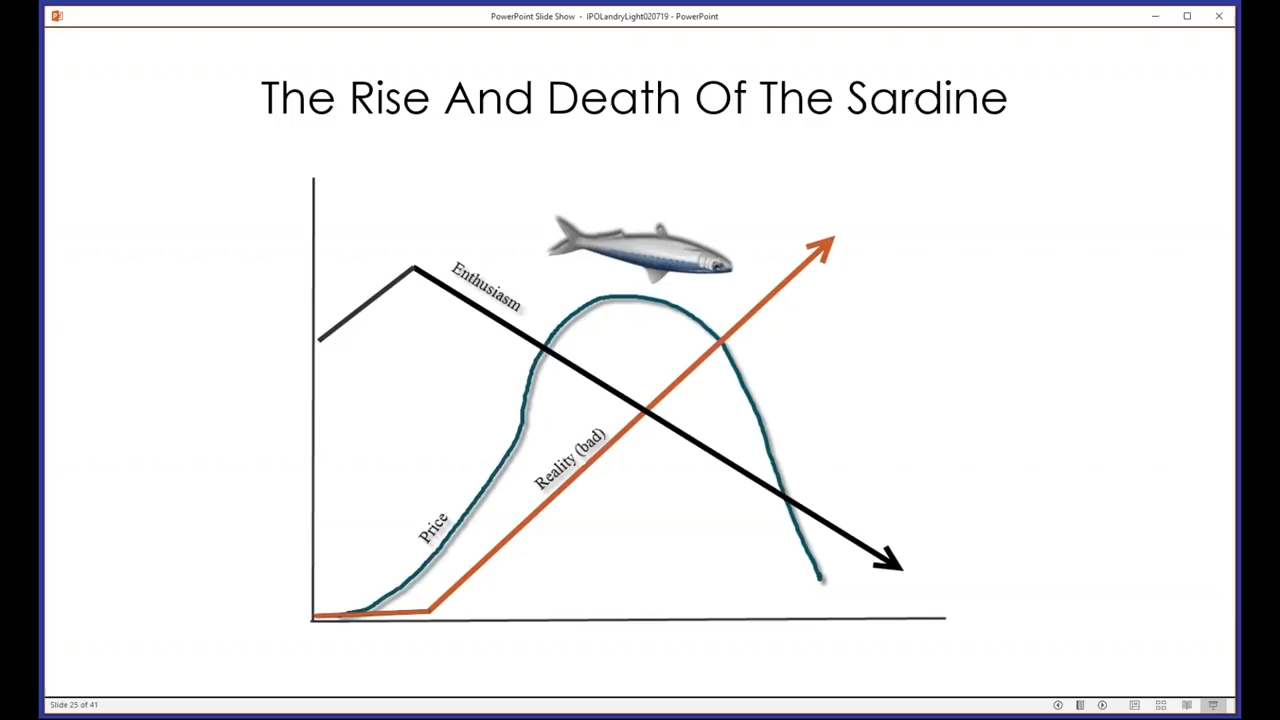 PowerPoint Slide Show - IPOLandryLight020719 - PowerPoint
The Rise And Death Of The Sardine
Enthusiasm
Reality (bad)
Price
Slide 25 of 41